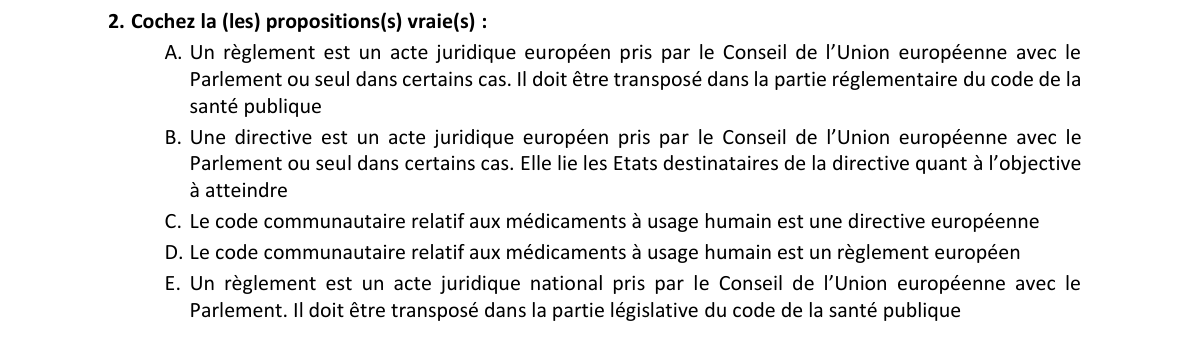 2. Cochez la (les) propositions(s) vraie(s) :
A. Un règlement est un acte juridique européen pris par le Conseil de l’Union européenne avec le
Parlement ou seul dans certains cas. Il doit être transposé dans la partie réglementaire du code de la
santé publique
B. Une directive est un acte juridique européen pris par le Conseil de l’Union européenne avec le
Parlement ou seul dans certains cas. Elle lie les Etats destinataires de la directive quant à l’objective
à atteindre
C. Le code communautaire relatif aux médicaments à usage humain est une directive européenne
D. Le code communautaire relatif aux médicaments à usage humain est un règlement européen
E. Un règlement est un acte juridique national pris par le Conseil de l’Union européenne avec le
Parlement. Il doit être transposé dans la partie législative du code de la santé publique